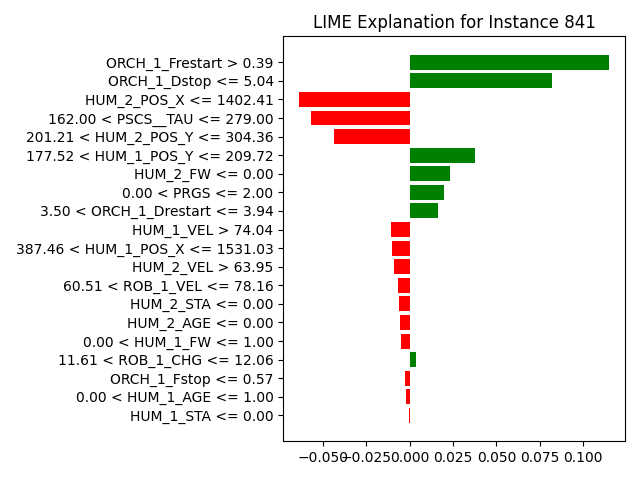 LIME Explanation for Instance 841
ORCH_1_Frestart > 0.39
ORCH_1_Dstop <= 5.04
HUM_2_POS_X <= 1402.41
162.00 < PSCS__TAU <= 279.00
201.21 < HUM_2_POS_Y <= 304.36
177.52 < HUM_1_POS_Y <= 209.72
HUM_2_FW <= 0.00
0.00 < PRGS <= 2.00
3.50 < ORCH_1_Drestart <= 3.94
HUM_1_VEL > 74.04
387.46 < HUM_1_POS_X <= 1531.03
HUM_2_VEL > 63.95
60.51 < ROB_1_VEL <= 78.16
HUM_2_STA <= 0.00
HUM_2_AGE <= 0.00
0.00 < HUM_1_FW <= 1.00
11.61 < ROB_1_CHG <= 12.06
ORCH_1_Fstop <= 0.57
0.00 < HUM_1_AGE <= 1.00
HUM_1_STA <= 0.00
−0.050 −0.025 0.000 0.025 0.050 0.075 0.100